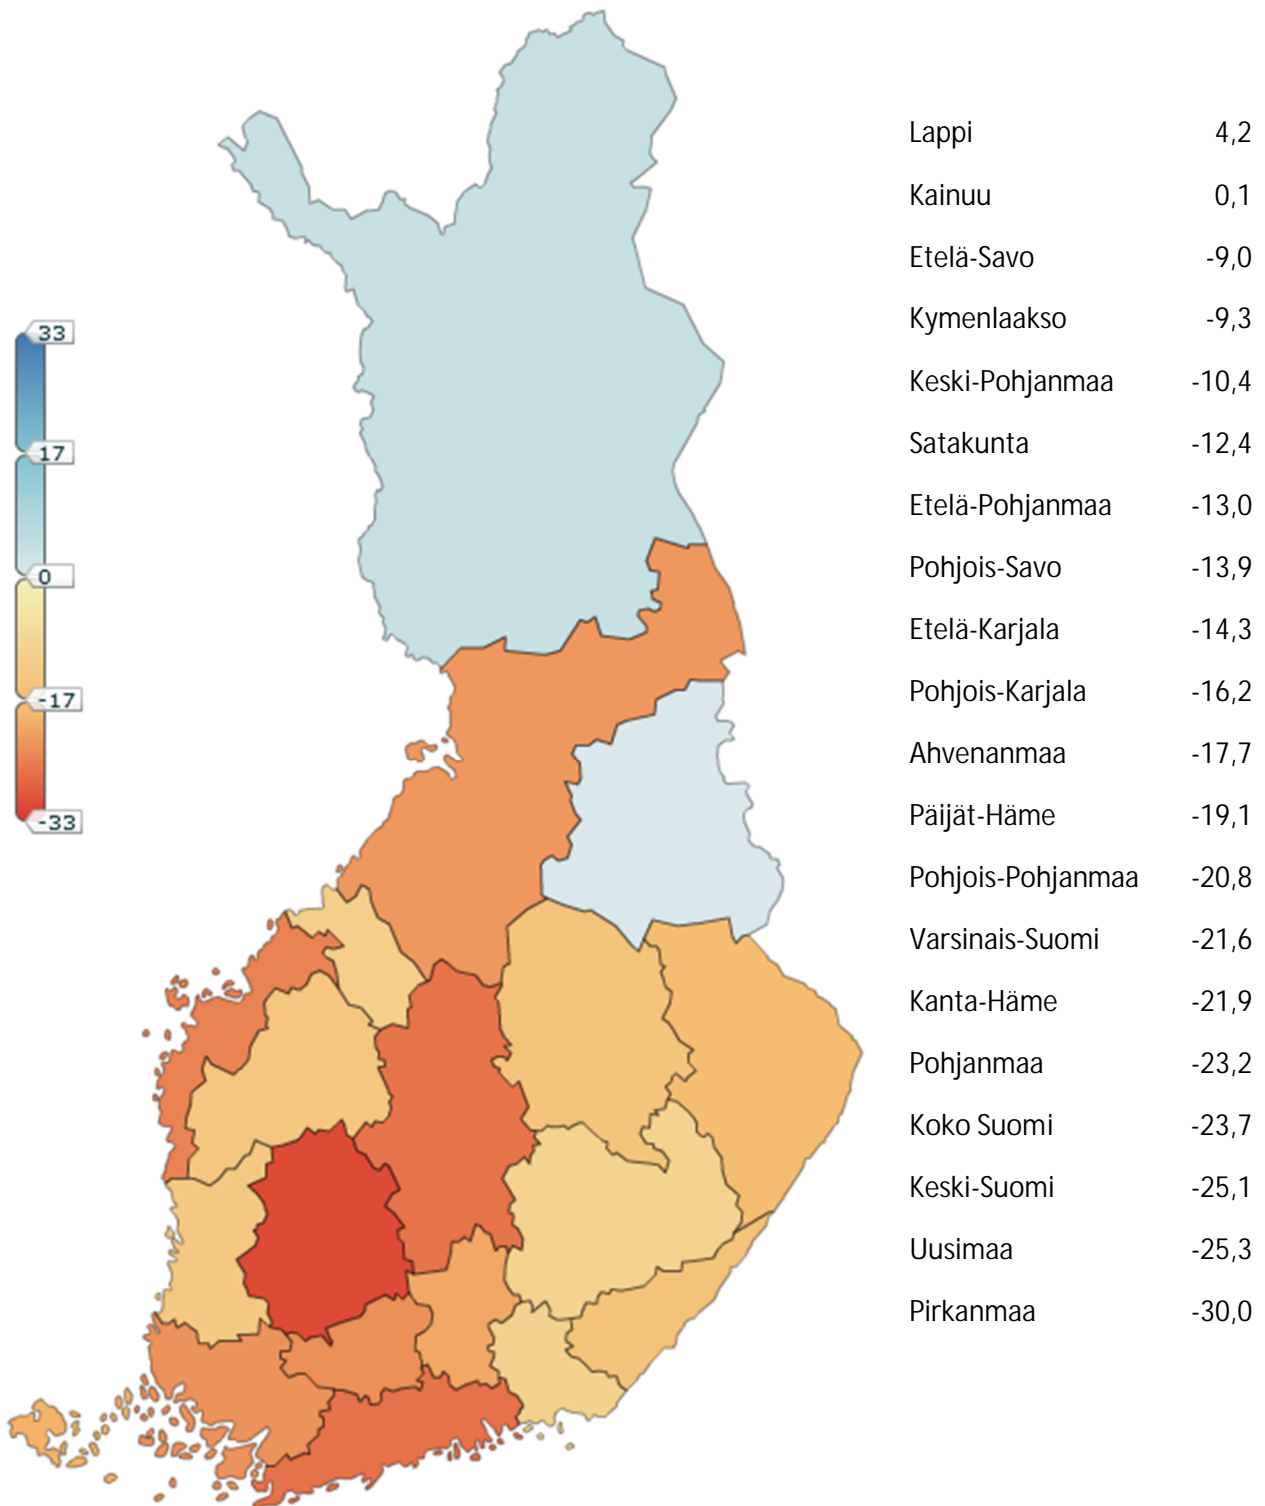 33
17
0
-17
-33
Lappi 4,2
Kainuu 0,1
Etelä-Savo -9,0
Kymenlaakso -9,3
Keski-Pohjanmaa -10,4
Satakunta -12,4
Etelä-Pohjanmaa -13,0
Pohjois-Savo -13,9
Etelä-Karjala -14,3
Pohjois-Karjala -16,2
Ahvenanmaa -17,7
Päijät-Häme -19,1
Pohjois-Pohjanmaa -20,8
Varsinais-Suomi -21,6
Kanta-Häme -21,9
Pohjanmaa -23,2
Koko Suomi -23,7
Keski-Suomi -25,1
Uusimaa -25,3
Pirkanmaa -30,0